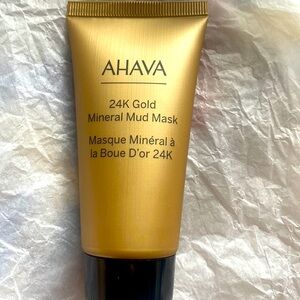 AHAVA
24K Gold
Mineral Mud Mask
Masque Minéral à
la Boue D'or 24K